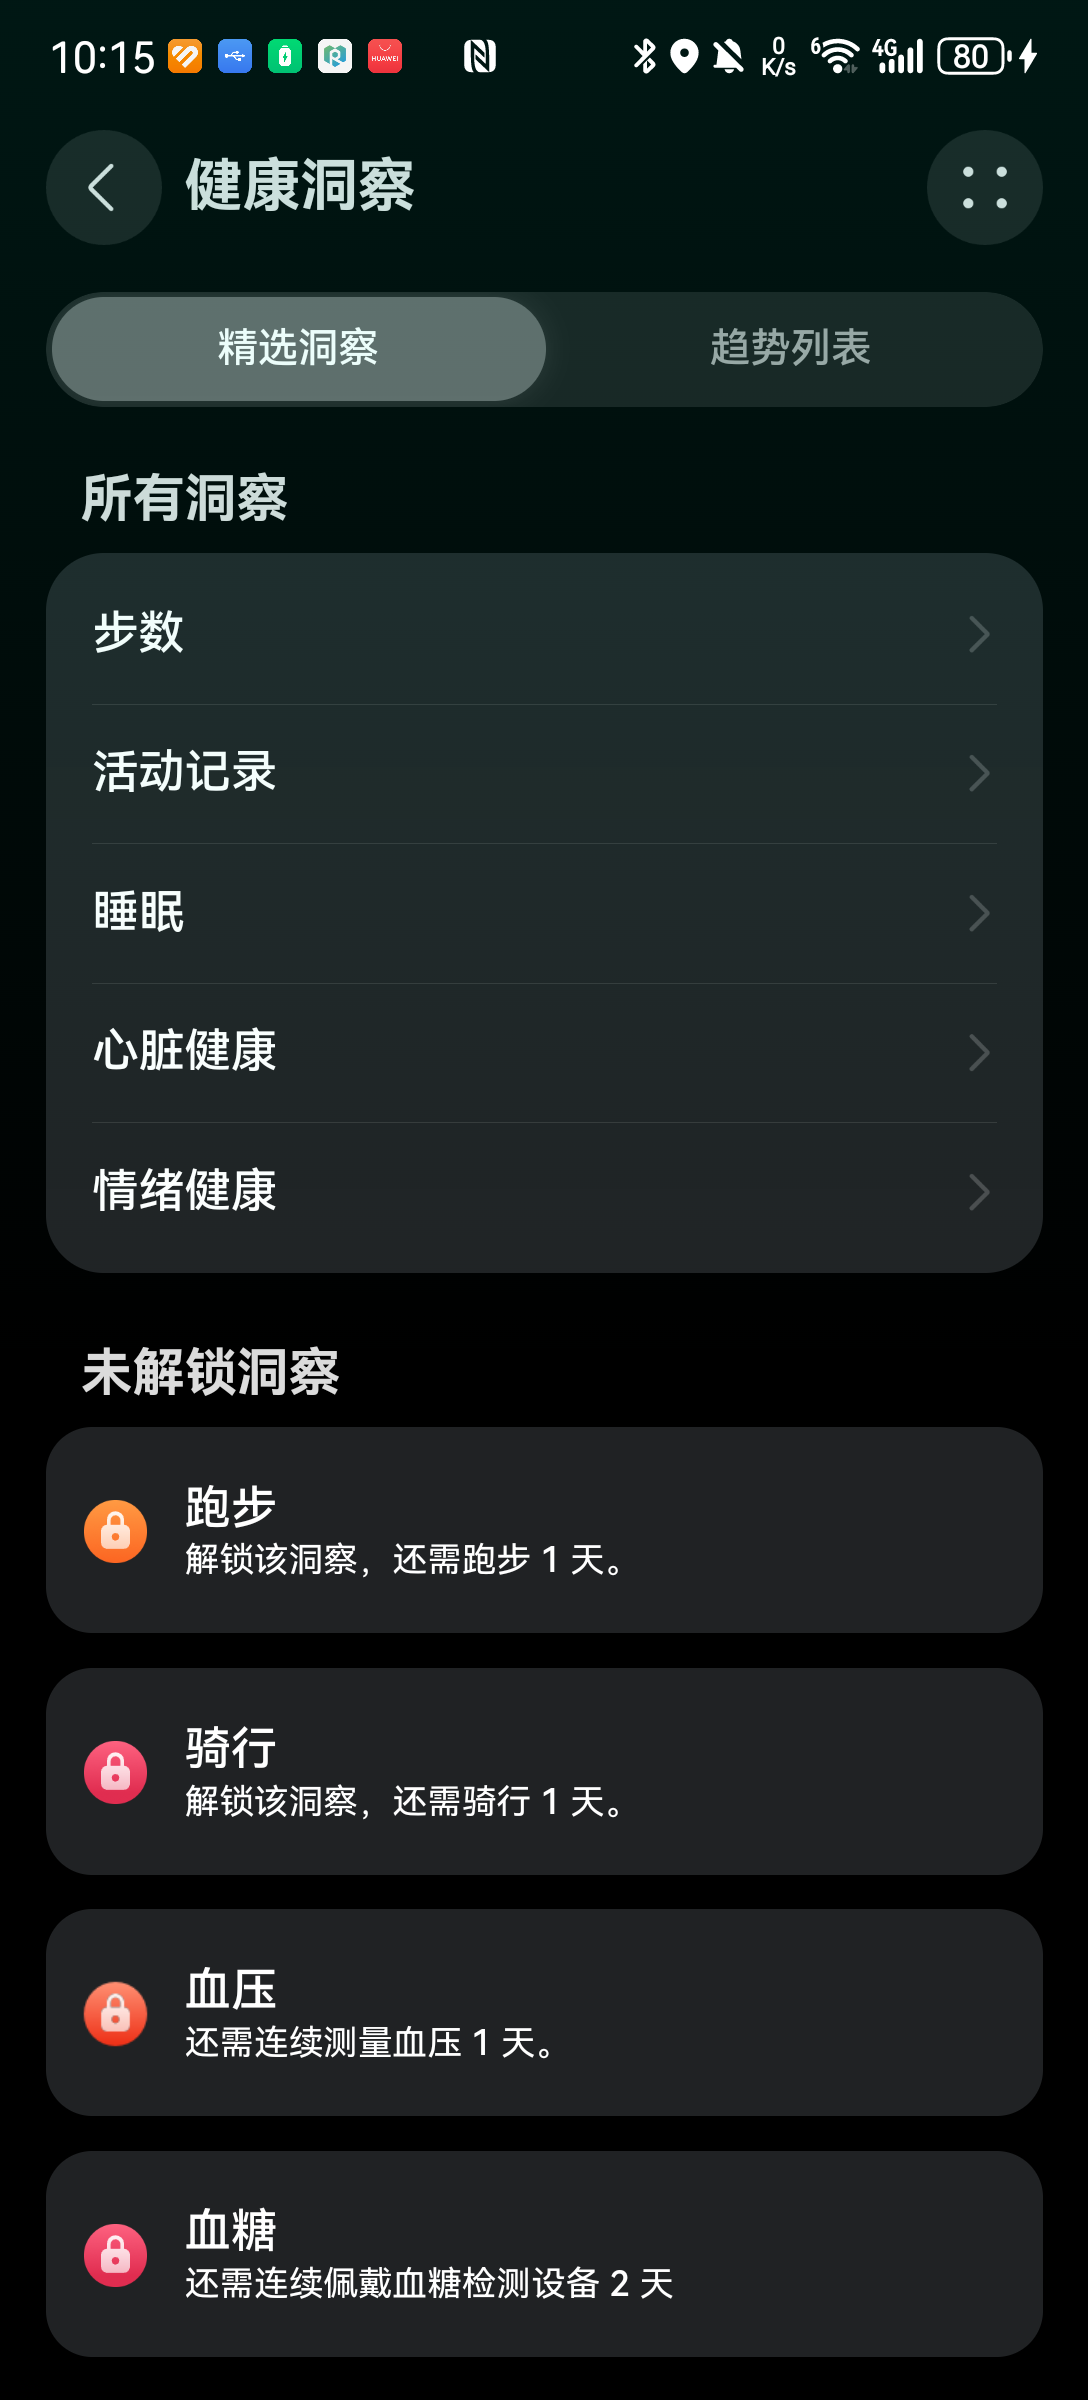 10:15
HUAWEI
0 K/s
6
4G
80
健康洞察
精选洞察
趋势列表
所有洞察
步数
活动记录
睡眠
心脏健康
情绪健康
未解锁洞察
跑步
解锁该洞察，还需跑步 1 天。
骑行
解锁该洞察，还需骑行 1 天。
血压
还需连续测量血压 1 天。
血糖
还需连续佩戴血糖检测设备 2 天